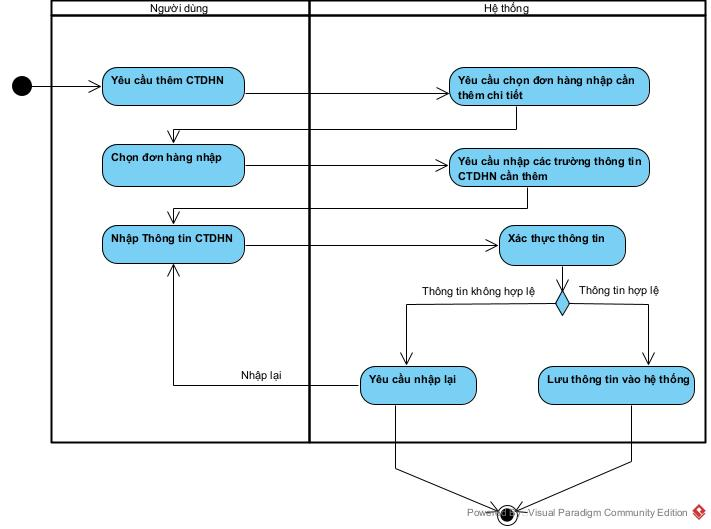 Người dùng
Hệ thống
Yêu cầu thêm CTDHN
Yêu cầu chọn đơn hàng nhập cần
thêm chi tiết
Chọn đơn hàng nhập
Yêu cầu nhập các trường thông tin
CTDHN cần thêm
Nhập Thông tin CTDHN
Xác thực thông tin
Thông tin không hợp lệ
Thông tin hợp lệ
Nhập lại
Yêu cầu nhập lại
Lưu thông tin vào hệ thống
Powered By Visual Paradigm Community Edition